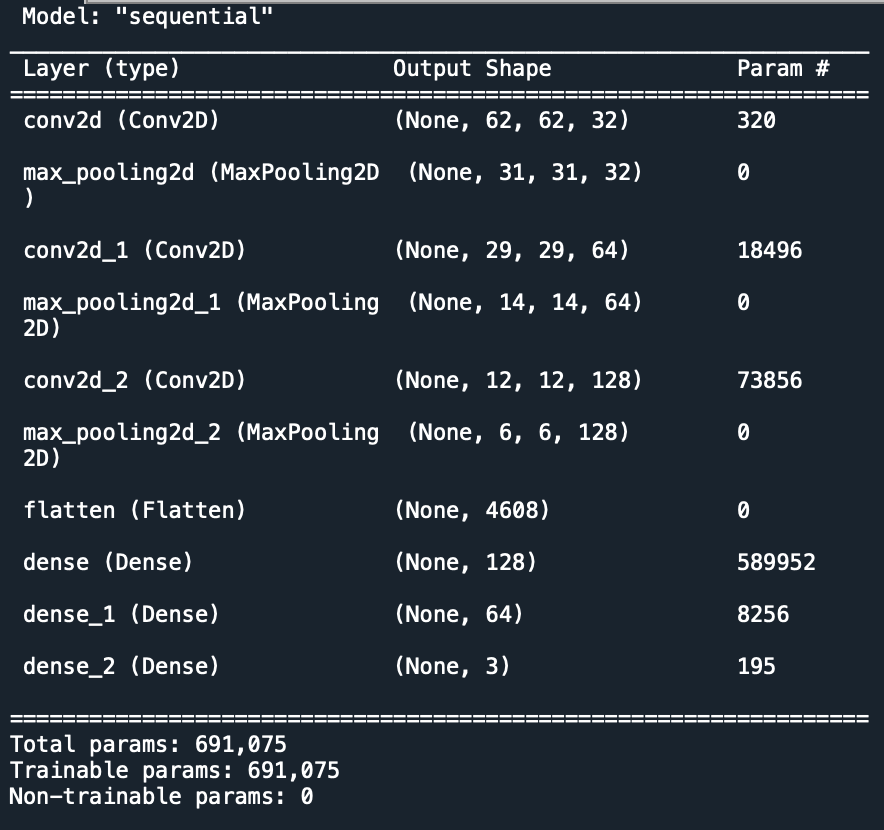 Model: "sequential"
Layer (type) Output Shape Param #
conv2d (Conv2D) (None, 62, 62, 32) 320
max_pooling2d (MaxPooling2D (None, 31, 31, 32) 0
)
conv2d_1 (Conv2D) (None, 29, 29, 64) 18496
max_pooling2d_1 (MaxPooling (None, 14, 14, 64) 0
2D)
conv2d_2 (Conv2D) (None, 12, 12, 128) 73856
max_pooling2d_2 (MaxPooling (None, 6, 6, 128) 0
2D)
flatten (Flatten) (None, 4608) 0
dense (Dense) (None, 128) 589952
dense_1 (Dense) (None, 64) 8256
dense_2 (Dense) (None, 3) 195
Total params: 691,075
Trainable params: 691,075
Non-trainable params: 0